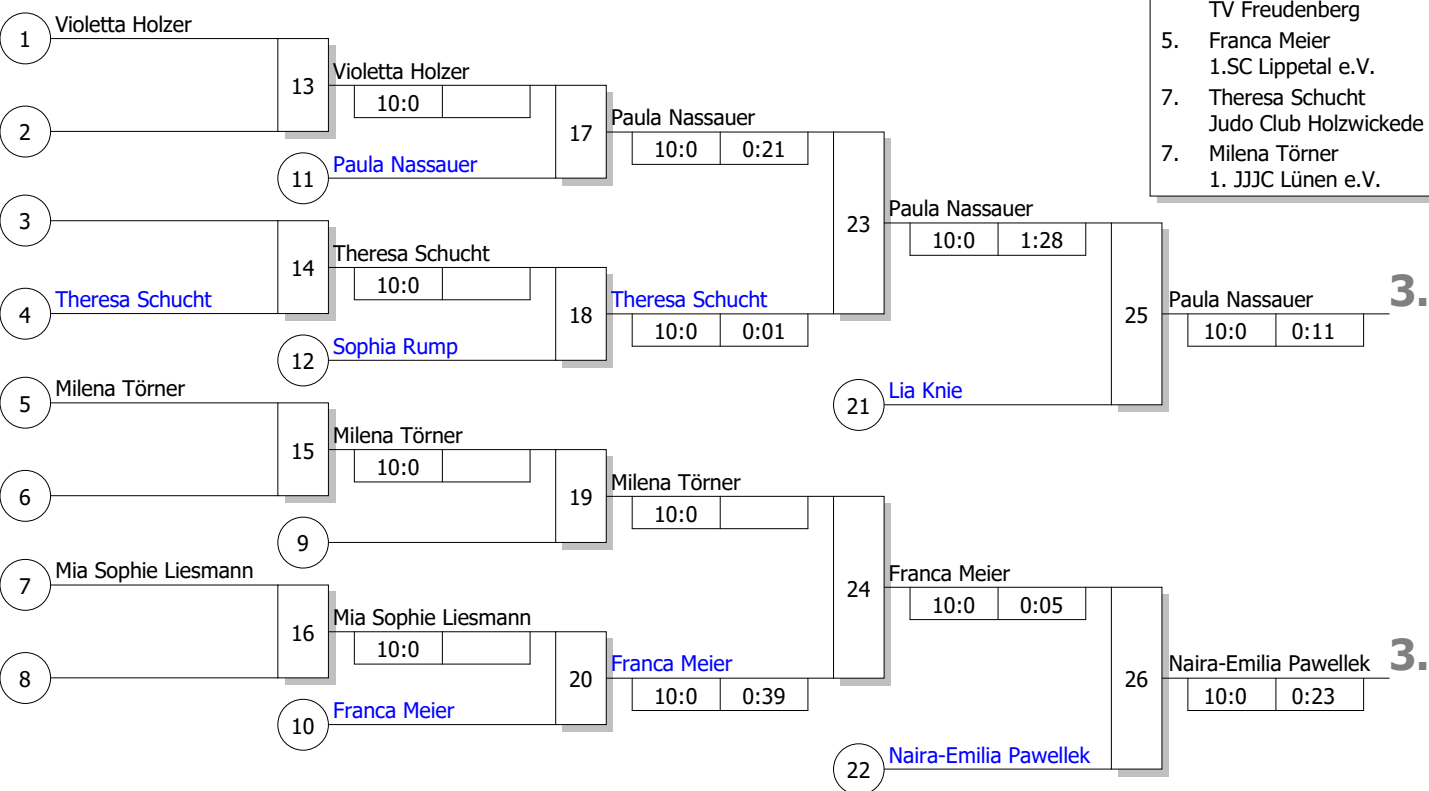 TV Freudenberg
5. Franca Meier
1.SC Lippetal e.V.
7. Theresa Schucht
Judo Club Holzwickede
7. Milena Törner
1. JJJC Lünen e.V.
1 Violetta Holzer
2
13
Violetta Holzer
10:0
11 Paula Nassauer
17
Paula Nassauer
10:0 0:21
3
4 Theresa Schucht
14
Theresa Schucht
10:0
12 Sophia Rump
18
Theresa Schucht
10:0 0:01
23
Paula Nassauer
10:0 1:28
21 Lia Knie
25
Paula Nassauer 3.
10:0 0:11
5 Milena Törner
6
15
Milena Törner
10:0
9
19
Milena Törner
10:0
7 Mia Sophie Liesmann
8
16
Mia Sophie Liesmann
10:0
10 Franca Meier
20
Franca Meier
10:0 0:39
24
Franca Meier
10:0 0:05
22 Naira-Emilia Pawellek
26
Naira-Emilia Pawellek 3.
10:0 0:23